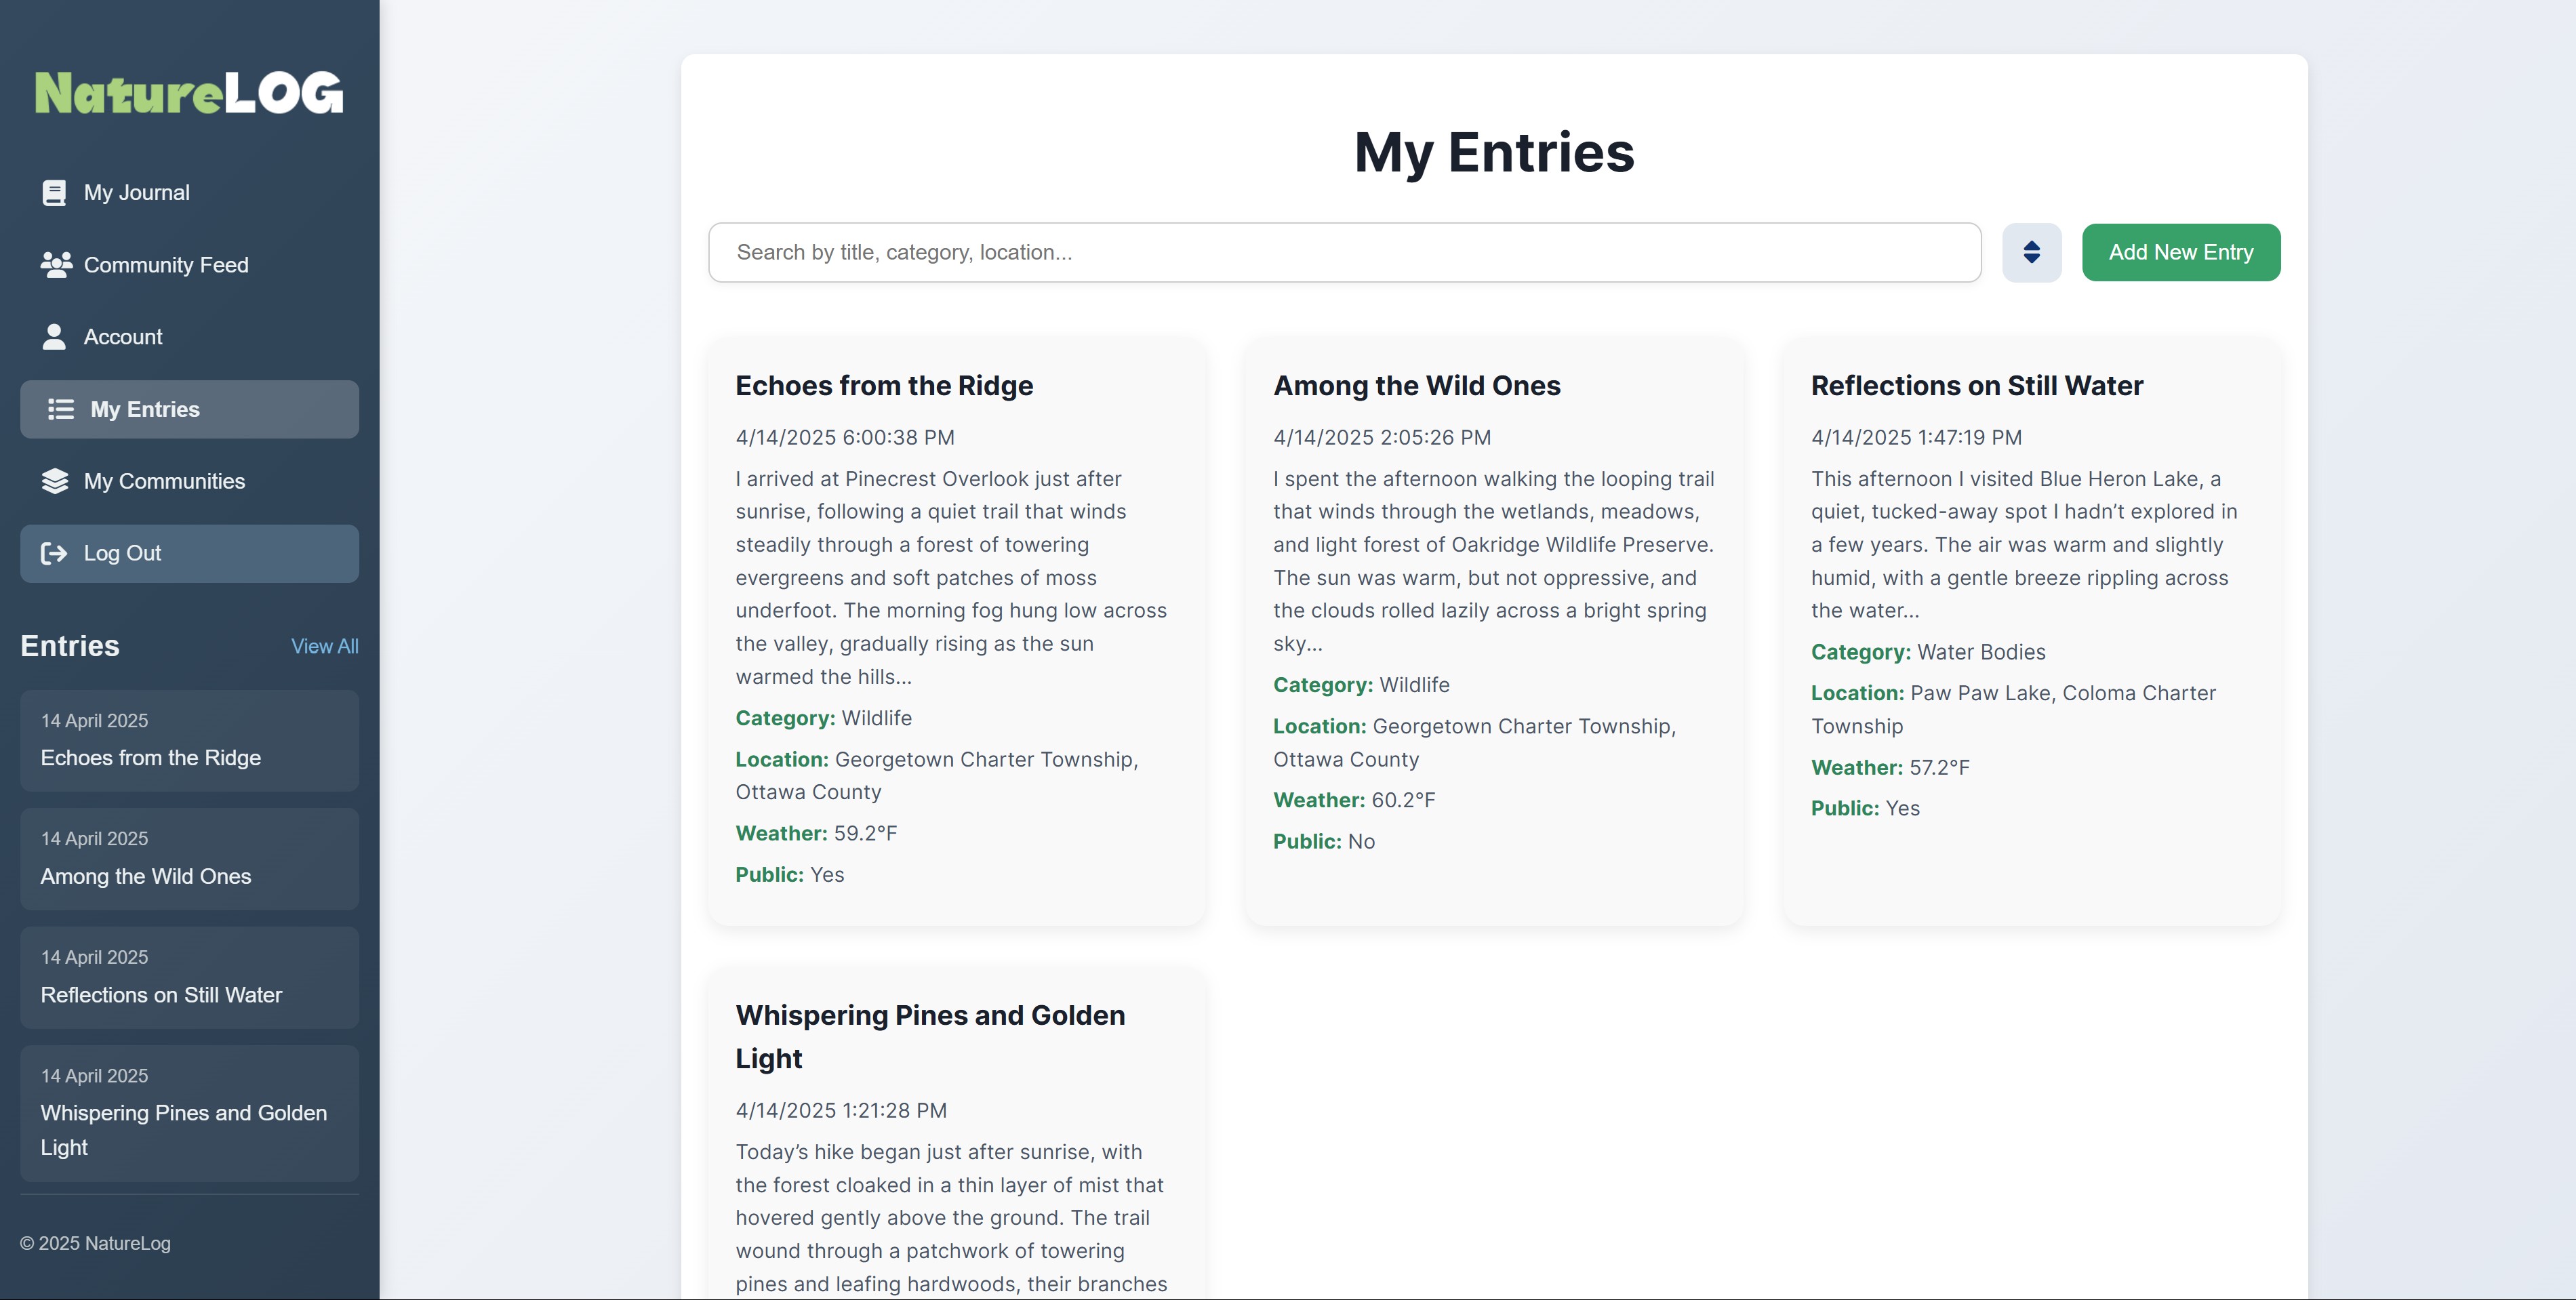 NatureLOG
My Journal
Community Feed
Account
My Entries
My Communities
Log Out
Entries
View All
14 April 2025
Echoes from the Ridge
14 April 2025
Among the Wild Ones
14 April 2025
Reflections on Still Water
14 April 2025
Whispering Pines and Golden
Light
© 2025 NatureLog
My Entries
Search by title, category, location...
Add New Entry
Echoes from the Ridge
4/14/2025 6:00:38 PM
I arrived at Pinecrest Overlook just after
sunrise, following a quiet trail that winds
steadily through a forest of towering
evergreens and soft patches of moss
underfoot. The morning fog hung low across
the valley, gradually rising as the sun
warmed the hills...
Category: Wildlife
Location: Georgetown Charter Township,
Ottawa County
Weather: 59.2°F
Public: Yes
Among the Wild Ones
4/14/2025 2:05:26 PM
I spent the afternoon walking the looping trail
that winds through the wetlands, meadows,
and light forest of Oakridge Wildlife Preserve.
The sun was warm, but not oppressive, and
the clouds rolled lazily across a bright spring
sky...
Category: Wildlife
Location: Georgetown Charter Township,
Ottawa County
Weather: 60.2°F
Public: No
Reflections on Still Water
4/14/2025 1:47:19 PM
This afternoon I visited Blue Heron Lake, a
quiet, tucked-away spot I hadn’t explored in
a few years. The air was warm and slightly
humid, with a gentle breeze rippling across
the water...
Category: Water Bodies
Location: Paw Paw Lake, Coloma Charter
Township
Weather: 57.2°F
Public: Yes
Whispering Pines and Golden
Light
4/14/2025 1:21:28 PM
Today’s hike began just after sunrise, with
the forest cloaked in a thin layer of mist that
hovered gently above the ground. The trail
wound through a patchwork of towering
pines and leafing hardwoods, their branches